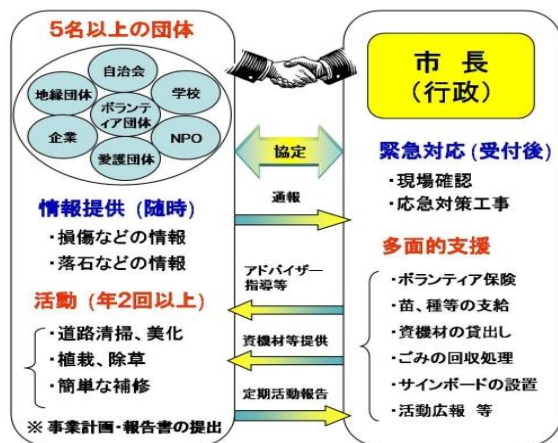 5名以上の団体
自治会
地縁団体
学校
ボランティア団体
企業
NPO
愛護団体
情報提供（随時）
・損傷などの情報
・落石などの情報
活動（年2回以上）
・道路清掃、美化
・植栽、除草
・簡単な補修
※ 事業計画・報告書の提出
協定
通報
アドバイザー
指導等
資機材等提供
定期活動報告
市 長
（行政）
緊急対応（受付後）
・現場確認
・応急対策工事
多面的支援
・ボランティア保険
・苗、種等の支給
・資機材の貸出し
・ごみの回収処理
・サインボードの設置
・活動広報 等